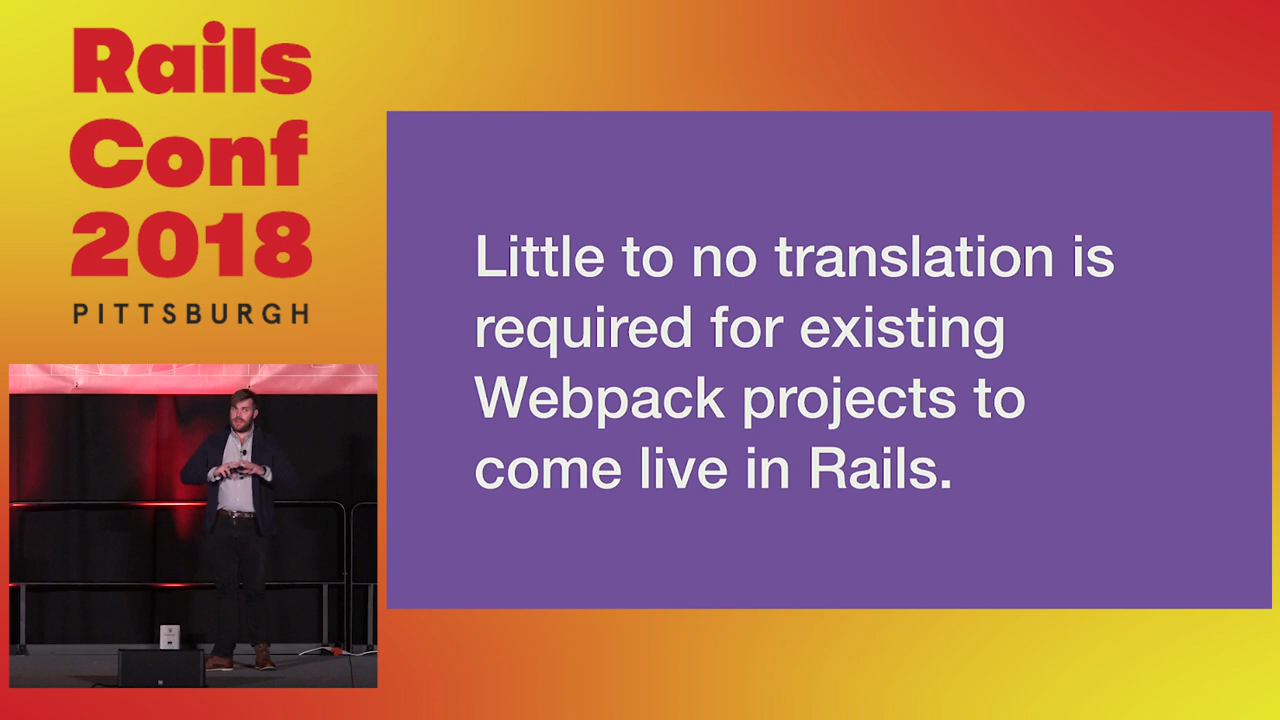 Rails
Conf
2018
PITTSBURGH
Little to no translation is
required for existing
Webpack projects to
come live in Rails.